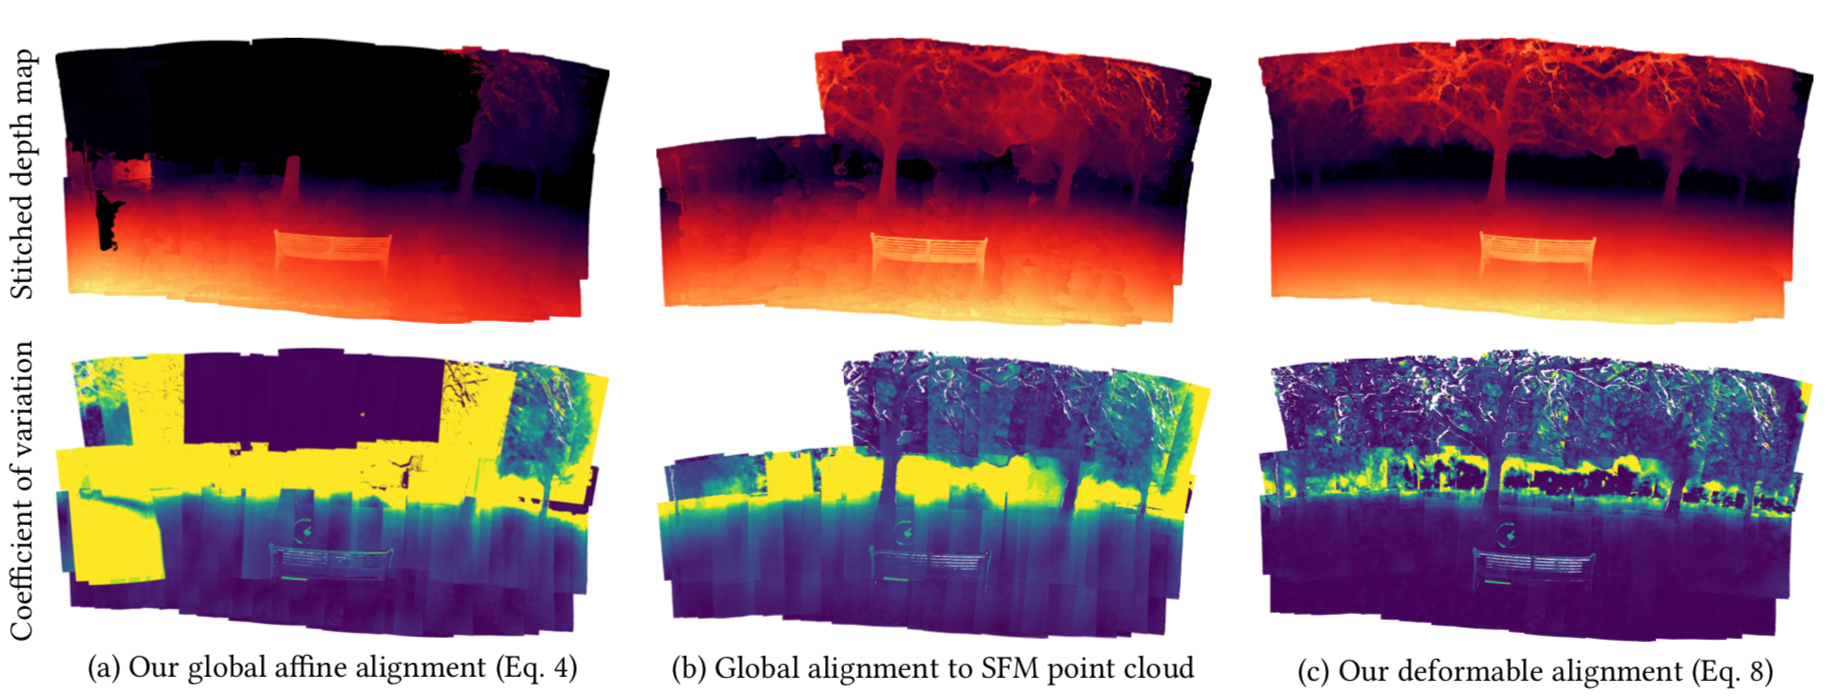 Stitched depth map
Coefficient of variation
(a) Our global affine alignment (Eq. 4)
(b) Global alignment to SFM point cloud
(c) Our deformable alignment (Eq. 8)